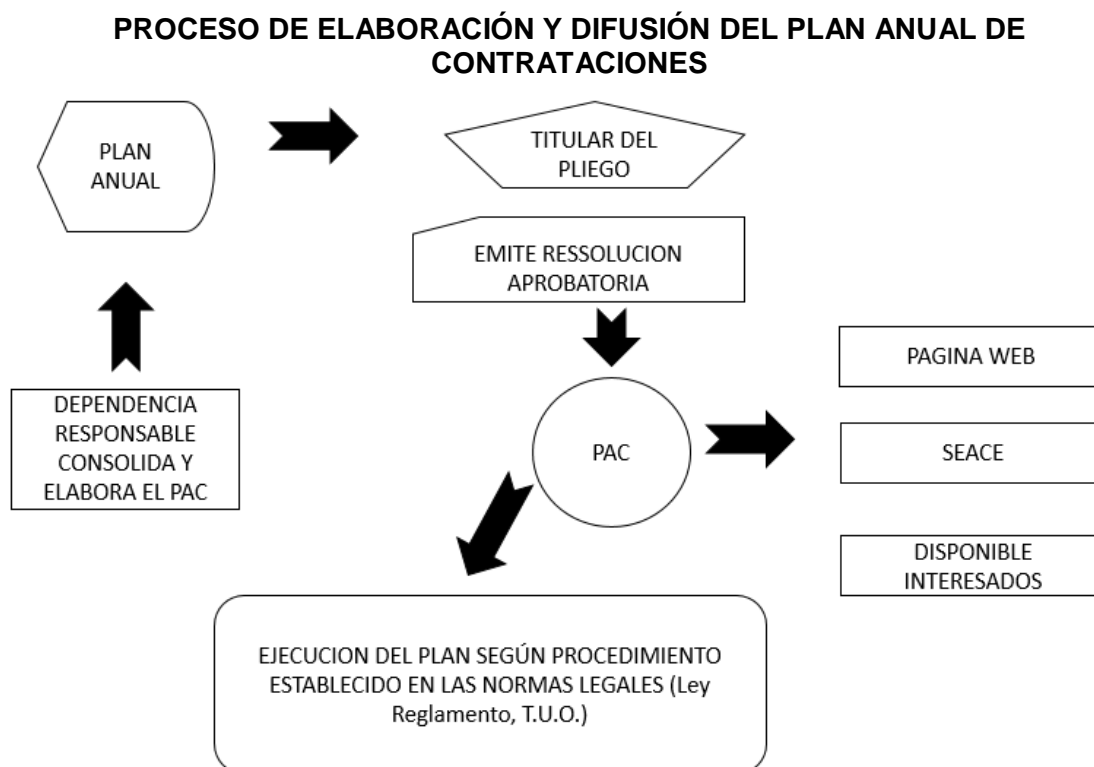 PROCESO DE ELABORACIÓN Y DIFUSIÓN DEL PLAN ANUAL DE
CONTRATACIONES
PLAN
ANUAL
TITULAR DEL
PLIEGO
EMITE RESSOLUCION
APROBATORIA
DEPENDENCIA
RESPONSABLE
CONSOLIDA Y
ELABORA EL PAC
PAC
PAGINA WEB
SEACE
DISPONIBLE
INTERESADOS
EJECUCION DEL PLAN SEGÚN PROCEDIMIENTO
ESTABLECIDO EN LAS NORMAS LEGALES (Ley
Reglamento, T.U.O.)